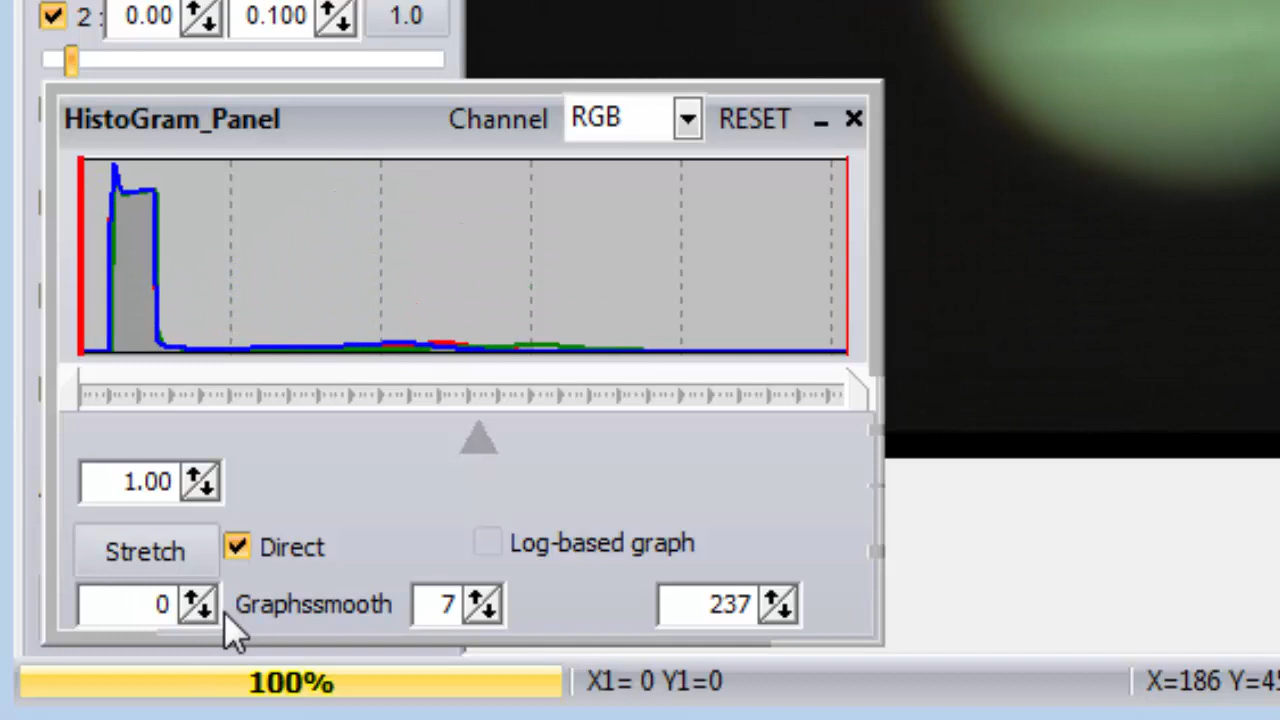 2 : 0.00 0.100 1.0
HistoGram_Panel Channel RGB RESET
1.00
Stretch Direct Log-based graph
0 Graphssmooth 7 237
100% X1= 0 Y1=0 X=186